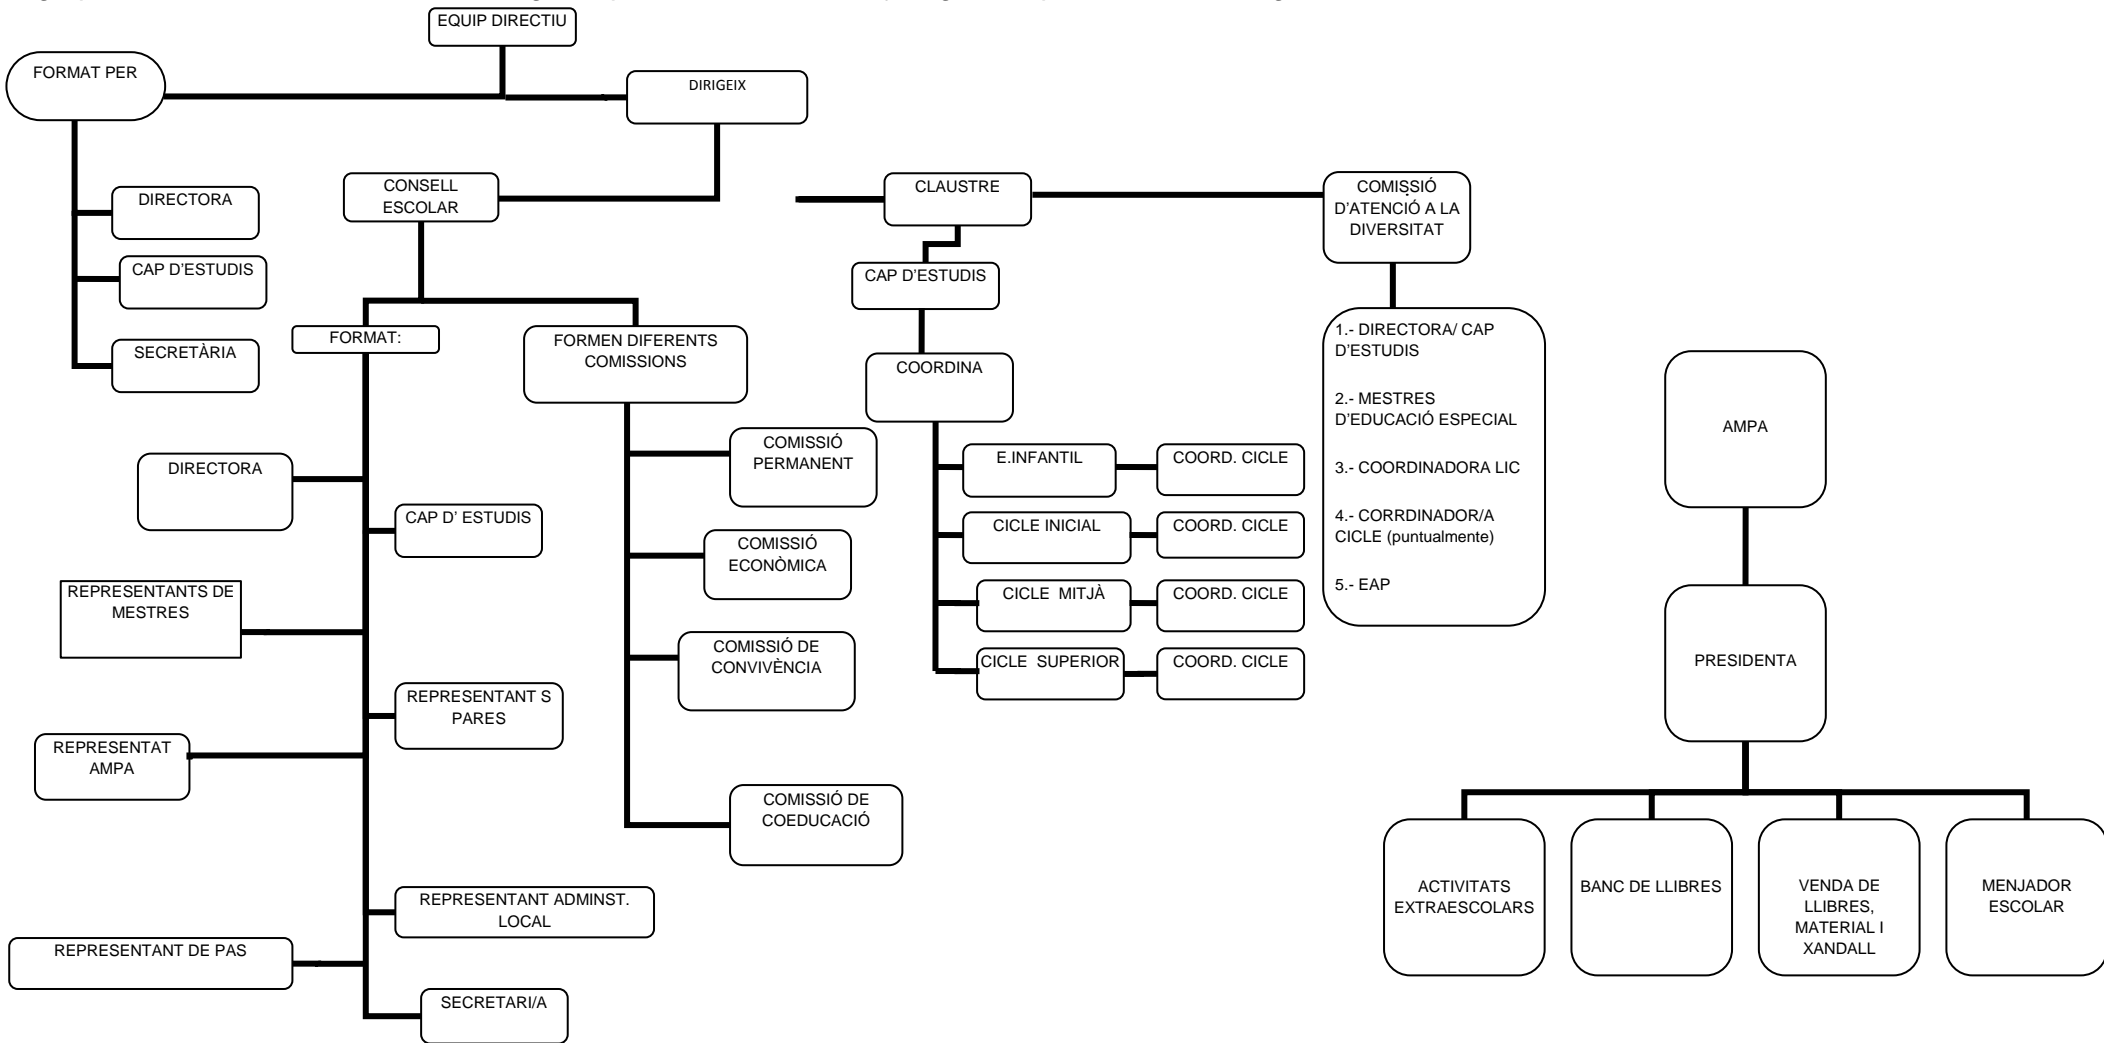 EQUIP DIRECTIU
FORMAT PER
DIRIGEIX
DIRECTORA
CAP D'ESTUDIS
SECRETÀRIA
CONSELL
ESCOLAR
FORMAT:
DIRECTORA
CAP D' ESTUDIS
REPRESENTANTS DE
MESTRES
REPRESENTANT S
PARES
REPRESENTAT
AMPA
REPRESENTANT ADMINST.
LOCAL
REPRESENTANT DE PAS
SECRETARI/A
FORMEN DIFERENTS
COMISSIONS
COMISSIÓ
PERMANENT
COMISSIÓ
ECONÒMICA
COMISSIÓ DE
CONVIVÈNCIA
COMISSIÓ DE
COEDUCACIÓ
CLAUSTRE
CAP D'ESTUDIS
COORDINA
E.INFANTIL
COORD. CICLE
CICLE INICIAL
COORD. CICLE
CICLE MITJÀ
COORD. CICLE
CICLE SUPERIOR
COORD. CICLE
COMISSIÓ
D'ATENCIÓ A LA
DIVERSITAT
1.- DIRECTORA/ CAP
D'ESTUDIS
2.- MESTRES
D'EDUCACIÓ ESPECIAL
3.- COORDINADORA LIC
4.- CORRDINADOR/A
CICLE (puntualmente)
5.- EAP
AMPA
PRESIDENTA
ACTIVITATS
EXTRAESCOLARS
BANC DE LLIBRES
VENDA DE
LLIBRES,
MATERIAL I
XANDALL
MENJADOR
ESCOLAR